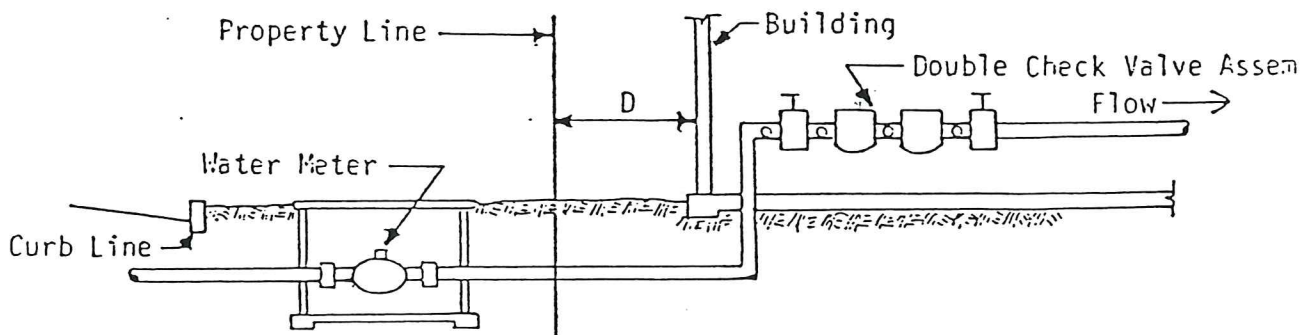 Property Line
Building
Double Check Valve Assem
Flow
D
Water Meter
Curb Line